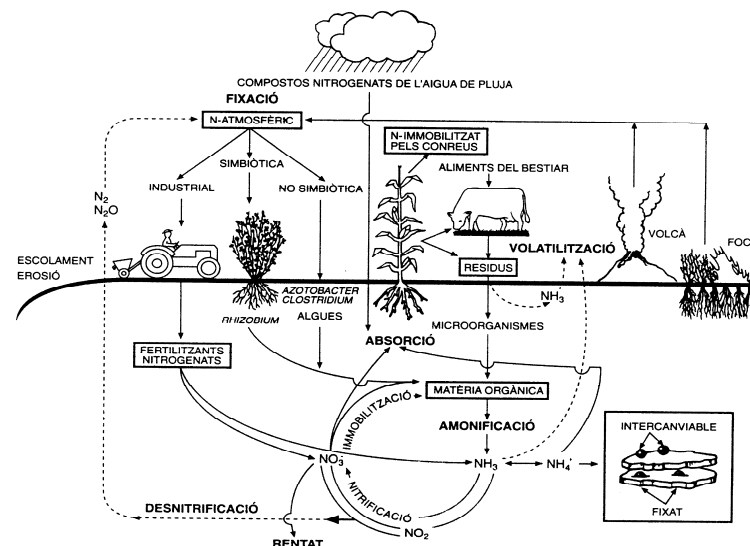 COMPOSTOS NITROGENATS DE L'AIGUA DE PLUJA
FIXACIÓ
N-ATMOSFÈRIC
N-IMMOBILITZAT
PELS CONREUS
SIMBIÒTICA
ALIMENTS DEL BESTIAR
INDUSTRIAL
NO SIMBIÒTICA
N2
N2O
VOLCÀ
FOC
VOLATILITZACIÓ
ESCOLAMENT
EROSIÓ
RESIDUS
NH3
AZOTOBACTER
CLOSTRIDIUM
ALGUES
RHIZOBIUM
MICROORGANISMES
ABSORCIÓ
FERTILITZANTS
NITROGENATS
MATÈRIA ORGÀNICA
IMMOBILITZACIÓ
AMONIFICACIÓ
INTERCANVIABLE
NO3
NH3
NH4
NITRIFICACIÓ
FIXAT
DESNITRIFICACIÓ
NO2
RENTAT